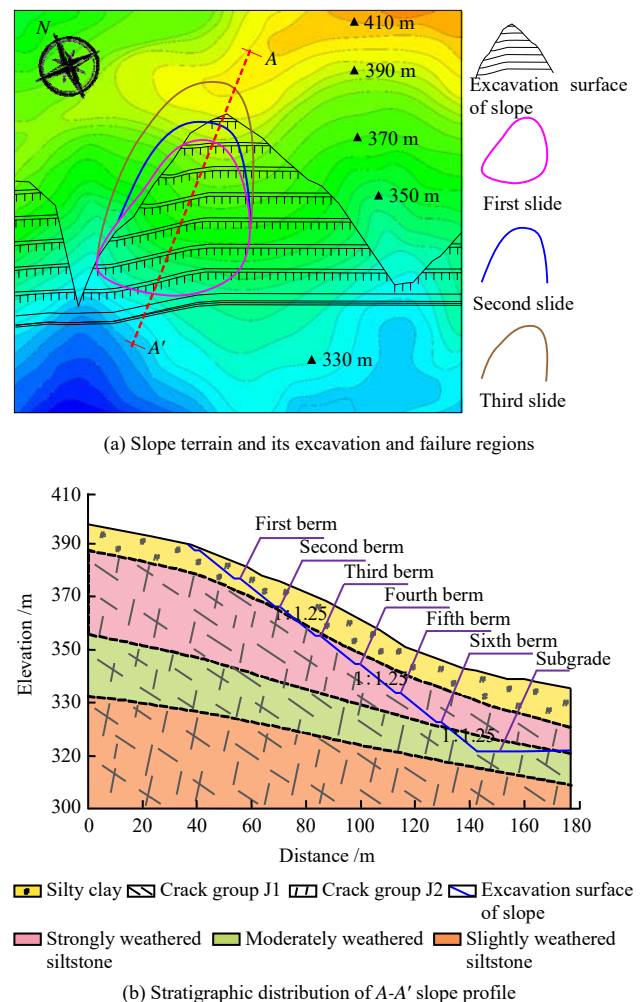 N
A
A′
410 m
390 m
370 m
350 m
330 m
Excavation surface
of slope
First slide
Second slide
Third slide
(a) Slope terrain and its excavation and failure regions
Elevation /m
410
390
370
350
330
320
300
First berm
Second berm
Third berm
Fourth berm
Fifth berm
Sixth berm
Subgrade
1 : 1.25
1 : 1.25
1 : 1.25
0 20 40 60 80 100 120 140 160 180
Distance /m
Silty clay Crack group J1 Crack group J2 Excavation surface
of slope
Strongly weathered
siltstone
Moderately weathered
Slightly weathered
siltstone
(b) Stratigraphic distribution of A-A′ slope profile